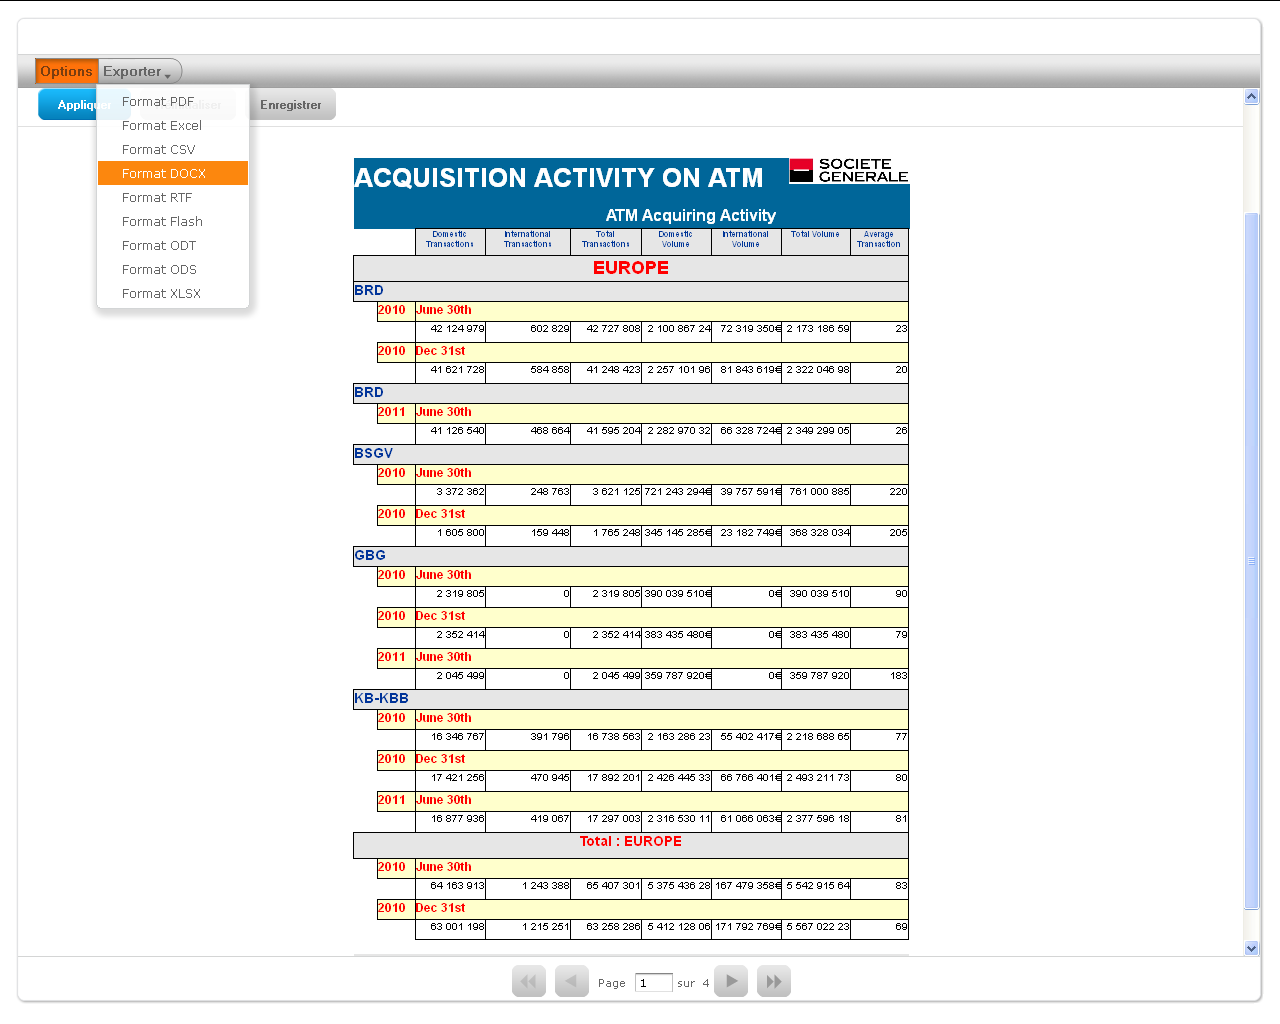 Options Exporter
Appliquer Enregistrer
Format PDF
Format Excel
Format CSV
Format DOCX
Format RTF
Format Flash
Format ODT
Format ODS
Format XLSX
ACQUISITION ACTIVITY ON ATM
SOCIETE
GENERALE
ATM Acquiring Activity
Domestic Transactions International Transactions Total Transactions Domestic Volume International Volume Total Volume Average Transaction
EUROPE
BRD
2010 June 30th
42 124 979 602 829 42 727 808 2 100 867 24 72 319 350€ 2 173 186 59 23
2010 Dec 31st
41 621 728 584 858 41 248 423 2 257 101 96 81 843 619€ 2 322 046 98 20
BRD
2011 June 30th
41 126 540 468 664 41 595 204 2 282 970 32 66 328 724€ 2 349 299 05 26
BSGV
2010 June 30th
3 372 362 248 763 3 621 125 721 243 294€ 39 757 591€ 761 000 885 220
2010 Dec 31st
1 605 800 159 448 1 765 248 345 145 285€ 23 182 749€ 368 328 034 205
GBG
2010 June 30th
2 319 805 0 2 319 805 390 039 510€ 0€ 390 039 510 90
2010 Dec 31st
2 352 414 0 2 352 414 383 435 480€ 0€ 383 435 480 79
2011 June 30th
2 045 499 0 2 045 499 359 787 920€ 0€ 359 787 920 183
KB-KBB
2010 June 30th
16 346 767 391 796 16 738 563 2 163 286 23 55 402 417€ 2 218 688 65 77
2010 Dec 31st
17 421 256 470 945 17 892 201 2 426 445 33 66 766 401€ 2 493 211 73 80
2011 June 30th
16 877 936 419 067 17 297 003 2 316 530 11 61 066 063€ 2 377 596 18 81
Total : EUROPE
2010 June 30th
64 163 913 1 243 388 65 407 301 5 375 436 28 167 479 358€ 5 542 915 64 83
2010 Dec 31st
63 001 198 1 215 251 63 258 286 5 412 128 06 171 792 769€ 5 567 022 23 69
Page 1 sur 4